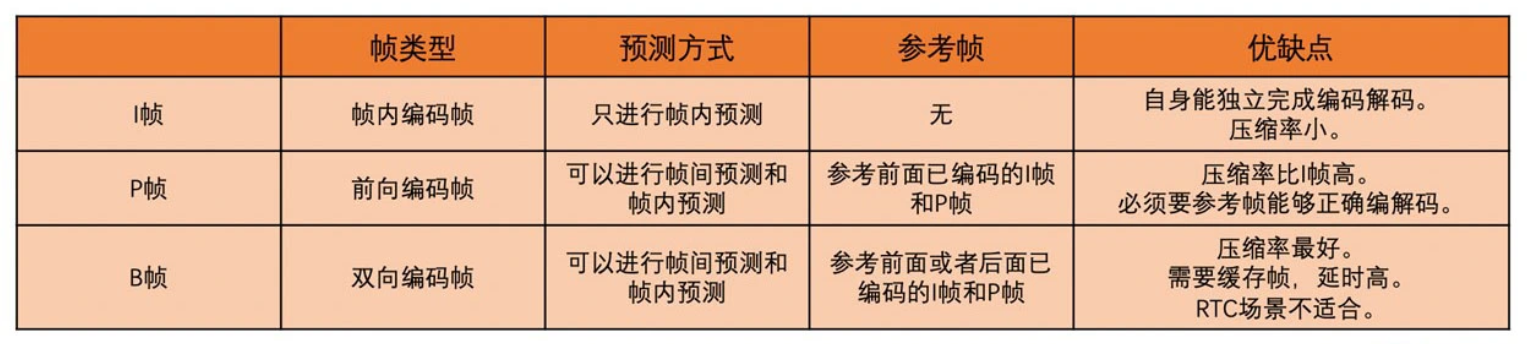 帧类型 预测方式 参考帧 优缺点
I帧 帧内编码帧 只进行帧内预测 无 自身能独立完成编码解码。
压缩率小。
P帧 前向编码帧 可以进行帧间预测和
帧内预测 参考前面已编码的I帧
和P帧 压缩率比I帧高。
必须要参考帧能够正确编解码。
B帧 双向编码帧 可以进行帧间预测和
帧内预测 参考前面或者后面已
编码的I帧和P帧 压缩率最好。
需要缓存帧，延时高。
RTC场景不适合。